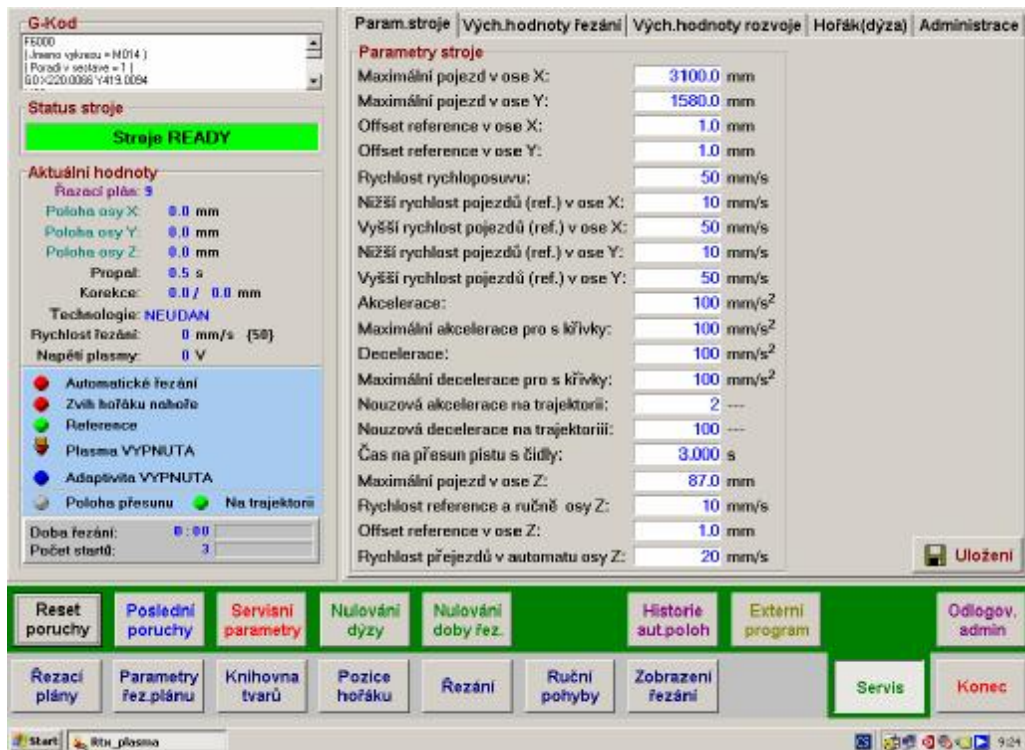 G-Kod
F6000
( Jmeno vykresu = M014 )
( Poradi v sestave = 1 )
G0 X220.0066 Y419.0094
Status stroje
Stroje READY
Aktuální hodnoty
Řazací plán: 9
Poloha osy X: 0.0 mm
Poloha osy Y: 0.0 mm
Poloha osy Z: 0.0 mm
Propal: 0.5 s
Korekce: 0.0 / 0.0 mm
Technologie: NEUDAN
Rychlost řezání: 0 mm/s {50}
Napětí plasmy: 0 V
Automatické řezání
Zvih hořáku nahoře
Reference
Plasma VYPNUTA
Adaptivita VYPNUTA
Poloha přesunu Na trajektorii
Doba řezání: 0 : 00
Počet startů: 3
Param.stroje Vých.hodnoty řezání Vých.hodnoty rozvoje Hořák(dýza) Administrace
Parametry stroje
Maximální pojezd v ose X: 3100.0 mm
Maximální pojezd v ose Y: 1580.0 mm
Offset reference v ose X: 1.0 mm
Offset reference v ose Y: 1.0 mm
Rychlost rychloposuvu: 50 mm/s
Nižší rychlost pojezdů (ref.) v ose X: 10 mm/s
Vyšší rychlost pojezdů (ref.) v ose X: 50 mm/s
Nižší rychlost pojezdů (ref.) v ose Y: 10 mm/s
Vyšší rychlost pojezdů (ref.) v ose Y: 50 mm/s
Akcelerace: 100 mm/s²
Maximální akcelerace pro s křivky: 100 mm/s²
Decelerace: 100 mm/s²
Maximální decelerace pro s křivky: 100 mm/s²
Nouzová akcelerace na trajektorii: 2 ---
Nouzová decelerace na trajektoriii: 100 ---
Čas na přesun pistu s čidly: 3.000 s
Maximální pojezd v ose Z: 87.0 mm
Rychlost reference a ručně osy Z: 10 mm/s
Offset reference v ose Z: 1.0 mm
Rychlost přejezdů v automatu osy Z: 20 mm/s
Uložení
Reset poruchy
Poslední poruchy
Servisní parametry
Nulování dýzy
Nulování doby řez.
Historie aut.poloh
Externí program
Odlogov. admin
Řezací plány
Parametry řez.plánu
Knihovna tvarů
Pozice hořáku
Řezání
Ruční pohyby
Zobrazení řezání
Servis
Konec
Start Rtn_plasma CS 9:24